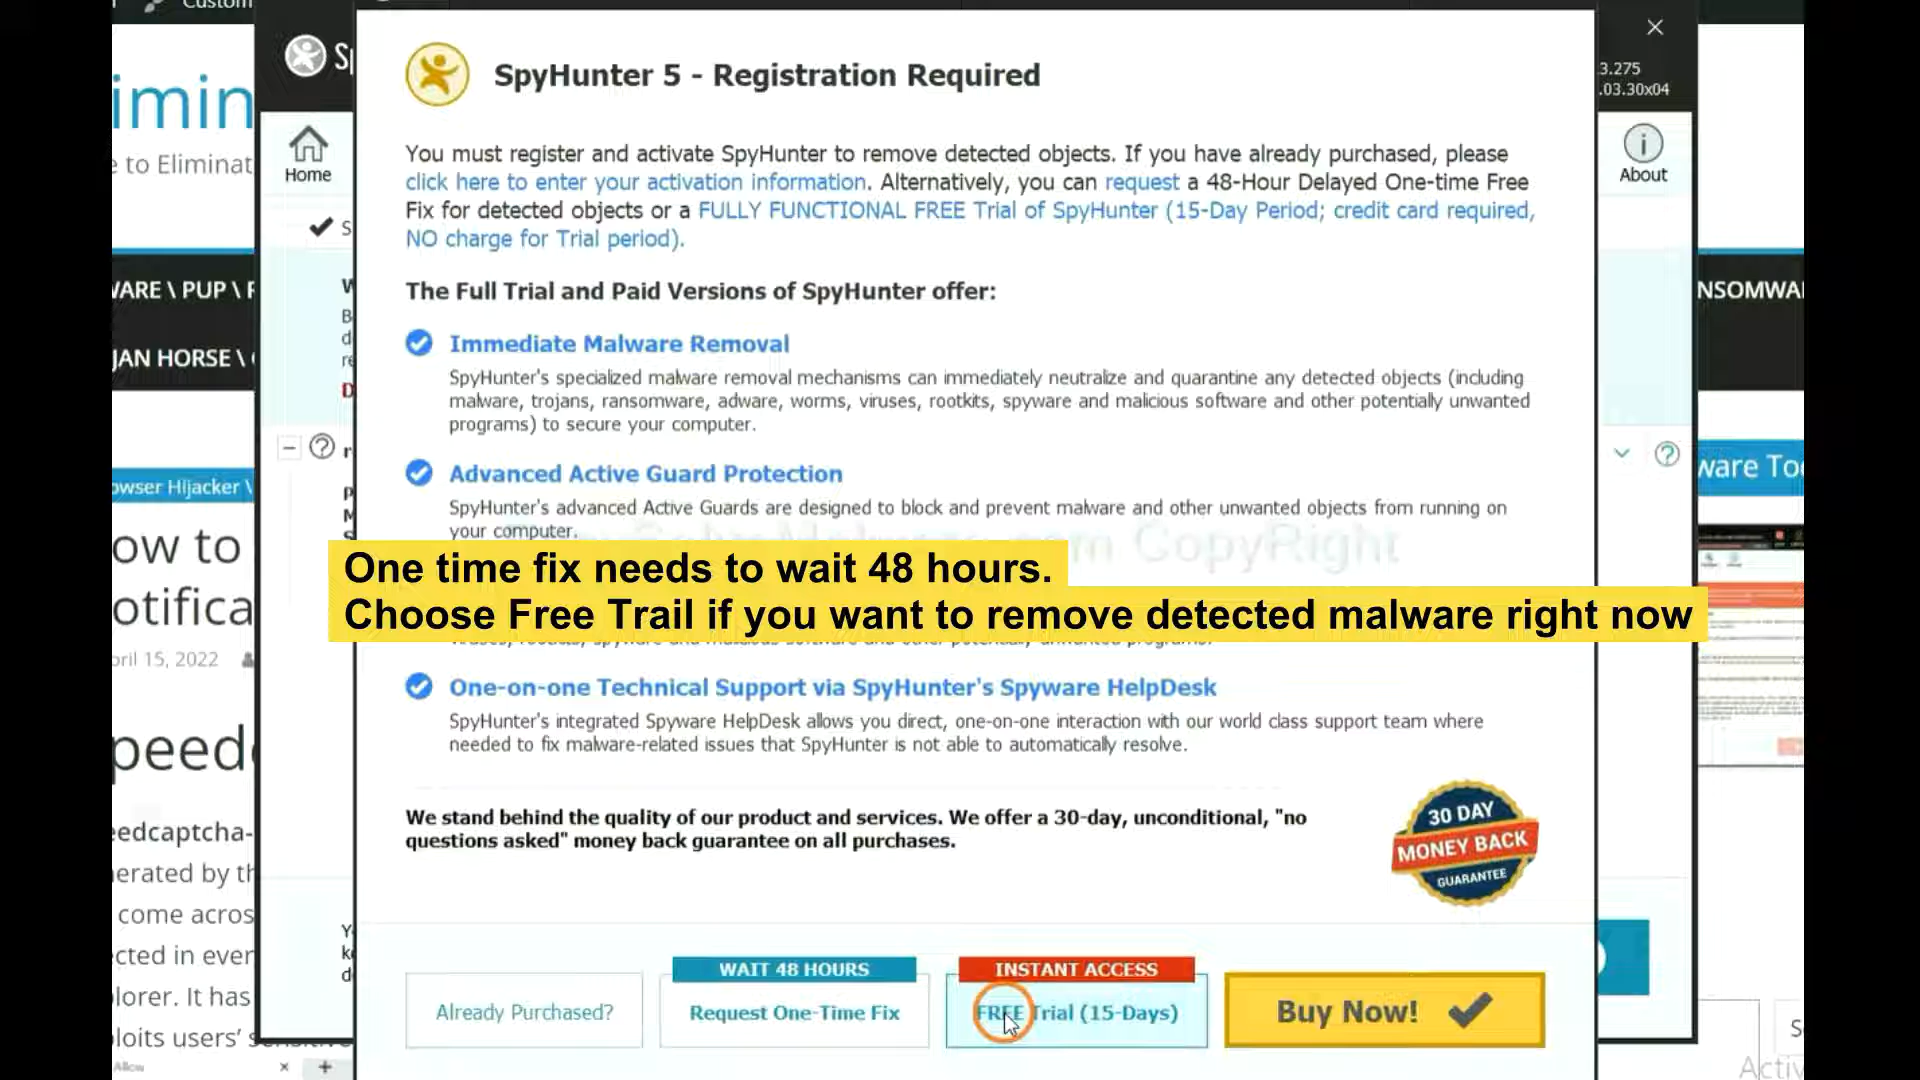 SpyHunter 5 - Registration Required
3.275
.03.30x04
imin
Home
About
You must register and activate SpyHunter to remove detected objects. If you have already purchased, please
click here to enter your activation information. Alternatively, you can request a 48-Hour Delayed One-time Free
Fix for detected objects or a FULLY FUNCTIONAL FREE Trial of SpyHunter (15-Day Period; credit card required,
NO charge for Trial period).
e to Eliminat
The Full Trial and Paid Versions of SpyHunter offer:
WARE \ PUP \
NSOMWA
Immediate Malware Removal
JAN HORSE \
SpyHunter's specialized malware removal mechanisms can immediately neutralize and quarantine any detected objects (including
malware, trojans, ransomware, adware, worms, viruses, rootkits, spyware and malicious software and other potentially unwanted
programs) to secure your computer.
Advanced Active Guard Protection
owser Hijacker \
ware Too
SpyHunter's advanced Active Guards are designed to block and prevent malware and other unwanted objects from running on
your computer.
CopyRight
ow to
One time fix needs to wait 48 hours.
Choose Free Trail if you want to remove detected malware right now
otifica
pril 15, 2022
One-on-one Technical Support via SpyHunter's Spyware HelpDesk
SpyHunter's integrated Spyware HelpDesk allows you direct, one-on-one interaction with our world class support team where
needed to fix malware-related issues that SpyHunter is not able to automatically resolve.
peed
eedcaptcha-
erated by th
come acros
cted in ever
lorer. It has
loits users' sensitive
We stand behind the quality of our product and services. We offer a 30-day, unconditional, "no
questions asked" money back guarantee on all purchases.
30 DAY
MONEY BACK
GUARANTEE
WAIT 48 HOURS
INSTANT ACCESS
Already Purchased?
Request One-Time Fix
FREE Trial (15-Days)
Buy Now!
Allow
Activ